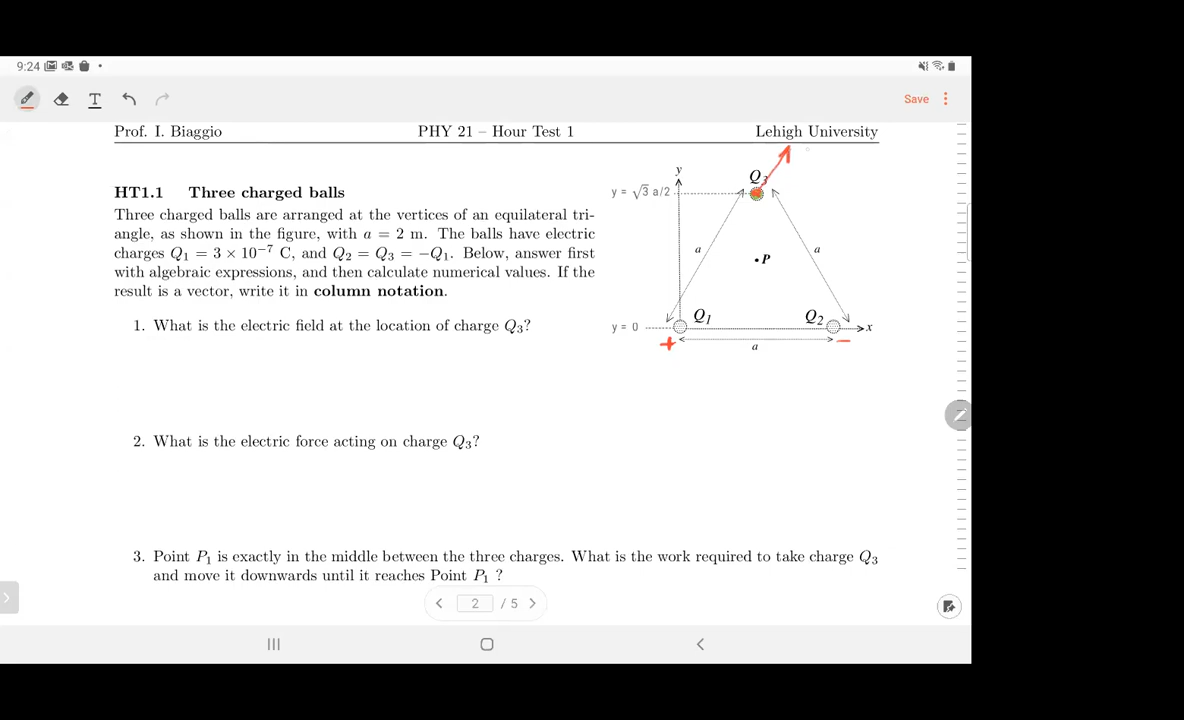 9:24
Save
Prof. I. Biaggio PHY 21 – Hour Test 1 Lehigh University
HT1.1 Three charged balls
Three charged balls are arranged at the vertices of an equilateral tri-
angle, as shown in the figure, with a = 2 m. The balls have electric
charges Q₁ = 3 × 10⁻⁷ C, and Q₂ = Q₃ = −Q₁. Below, answer first
with algebraic expressions, and then calculate numerical values. If the
result is a vector, write it in column notation.
y
y = √3 a/2
Q3
a
a
P
Q1
Q2
y = 0
x
+
−
a
1. What is the electric field at the location of charge Q₃?
2. What is the electric force acting on charge Q₃?
3. Point P₁ is exactly in the middle between the three charges. What is the work required to take charge Q₃
and move it downwards until it reaches Point P₁ ?
2 / 5